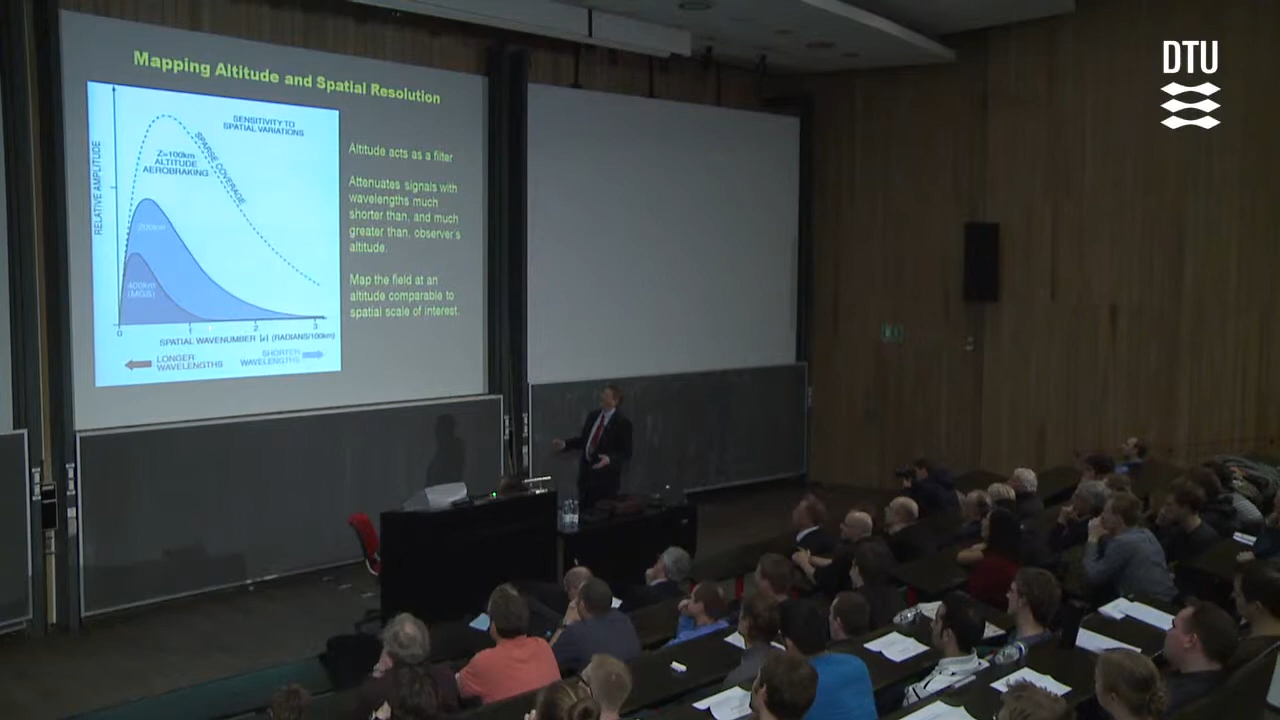 Mapping Altitude and Spatial Resolution
SENSITIVITY TO
SPATIAL VARIATIONS
SPARSE COVERAGE
Z=100km
ALTITUDE
AEROBRAKING
RELATIVE AMPLITUDE
200km
400km
(MGS)
0 1 2 3
SPATIAL WAVENUMBER |κ| (RADIANS/100km)
LONGER
WAVELENGTHS
SHORTER
WAVELENGTHS
Altitude acts as a filter
Attenuates signals with
wavelengths much
shorter than, and much
greater than, observer's
altitude.
Map the field at an
altitude comparable to
spatial scale of interest.
DTU